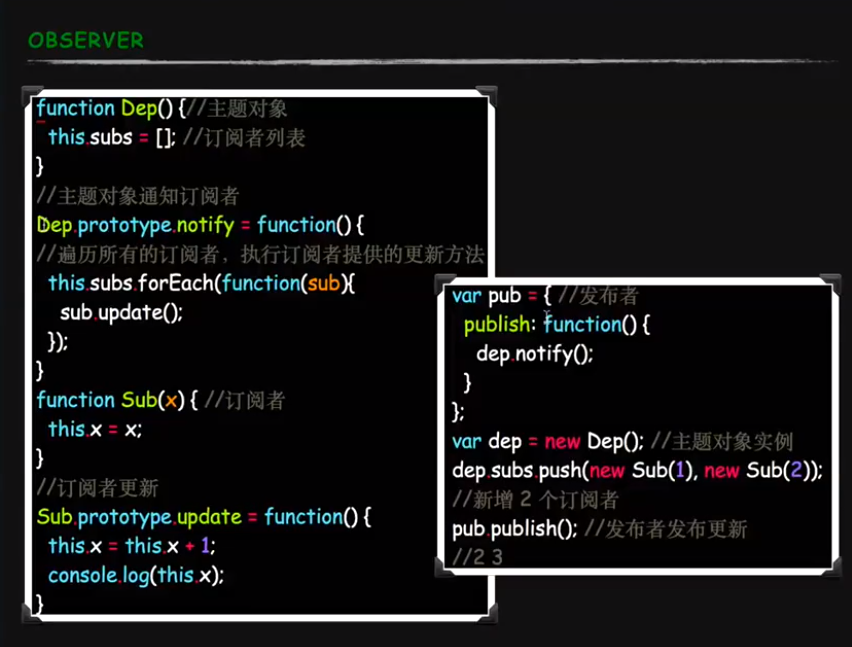 OBSERVER
function Dep() {//主题对象
this.subs = []; //订阅者列表
}
//主题对象通知订阅者
Dep.prototype.notify = function() {
//遍历所有的订阅者，执行订阅者提供的更新方法
this.subs.forEach(function(sub){
sub.update();
});
}
function Sub(x) { //订阅者
this.x = x;
}
//订阅者更新
Sub.prototype.update = function() {
this.x = this.x + 1;
console.log(this.x);
}
var pub = { //发布者
publish: function() {
dep.notify();
}
};
var dep = new Dep(); //主题对象实例
dep.subs.push(new Sub(1), new Sub(2));
//新增 2 个订阅者
pub.publish(); //发布者发布更新
//2 3